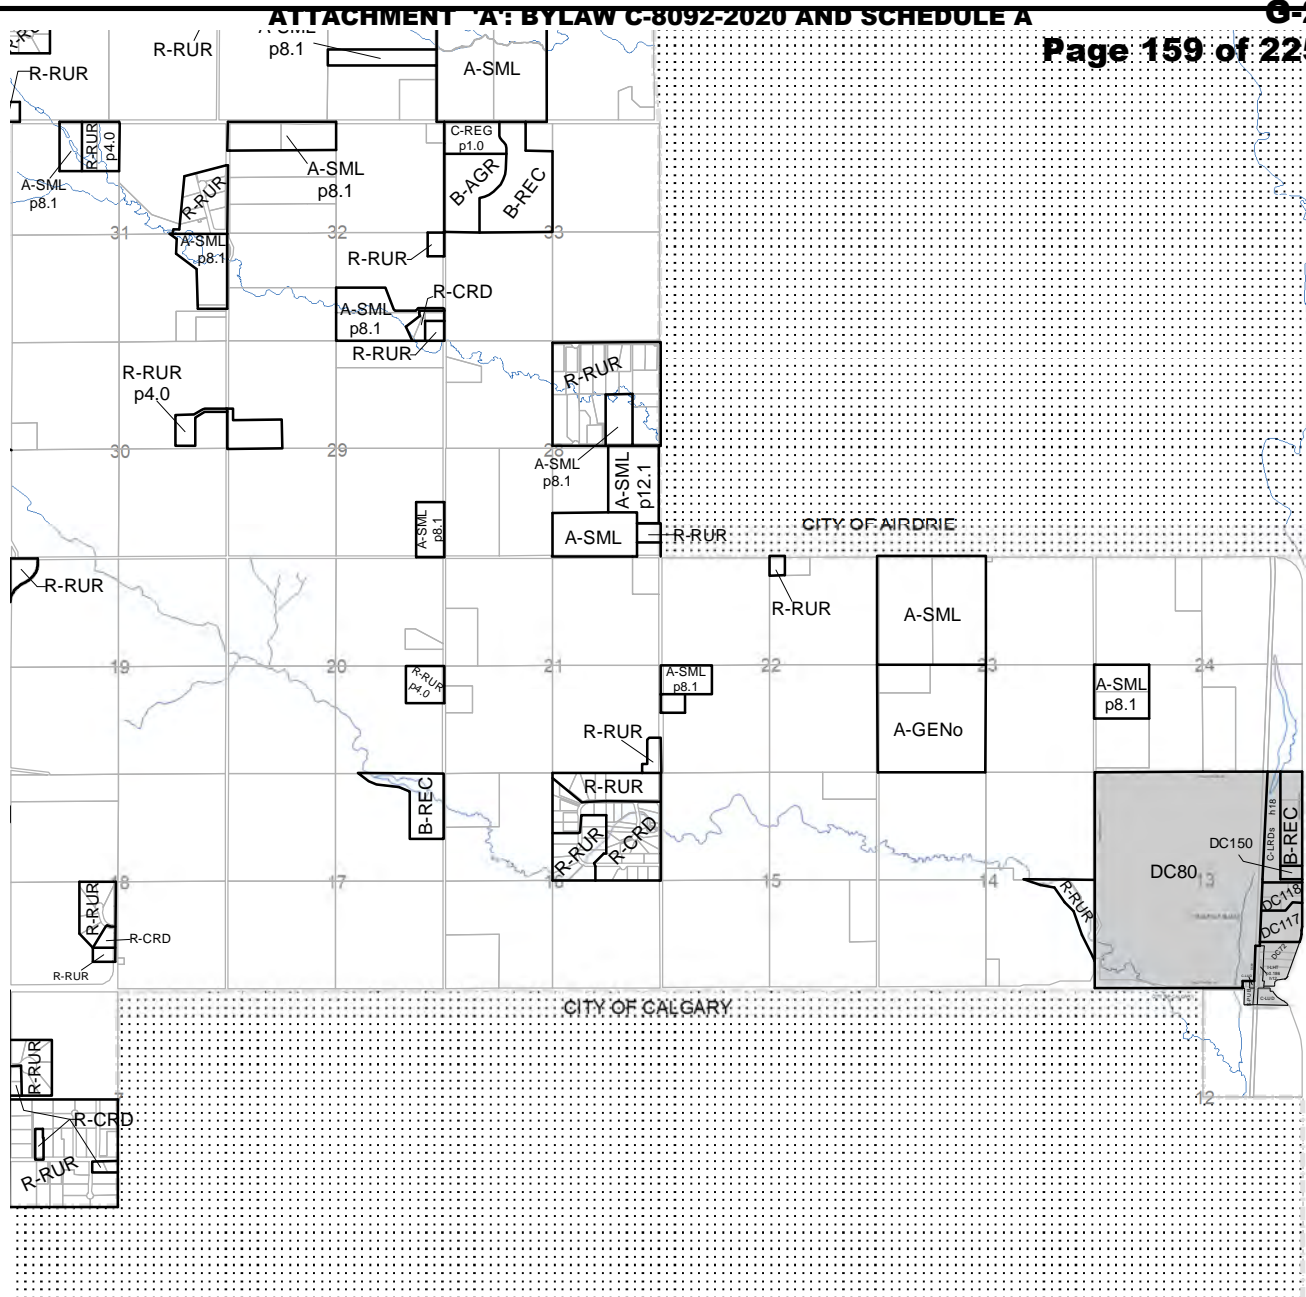 ATTACHMENT 'A': BYLAW C-8092-2020 AND SCHEDULE A
Page 159 of 225
R-RUR
p8.1
A-SML
R-RUR
R-RUR
p4.0
A-SML
p8.1
A-SML
p8.1
C-REG
p1.0
B-AGR
B-REC
R-RUR
31
32
33
A-SML
p8.1
R-RUR
R-CRD
A-SML
p8.1
R-RUR
R-RUR
R-RUR
p4.0
30
29
28
A-SML
p8.1
A-SML
p12.1
A-SML
p8.1
A-SML
R-RUR
CITY OF AIRDRIE
R-RUR
R-RUR
A-SML
19
20
21
22
23
24
R-RUR
p4.0
A-SML
p8.1
A-SML
p8.1
R-RUR
A-GENo
R-RUR
B-REC
R-RUR
R-CRD
C-LRDs h18
B-REC
DC150
DC80
18
17
16
15
14
13
R-RUR
R-RUR
DC118
DC117
DC72
R-CRD
R-RUR
CITY OF CALGARY
R-RUR
12
R-CRD
R-RUR